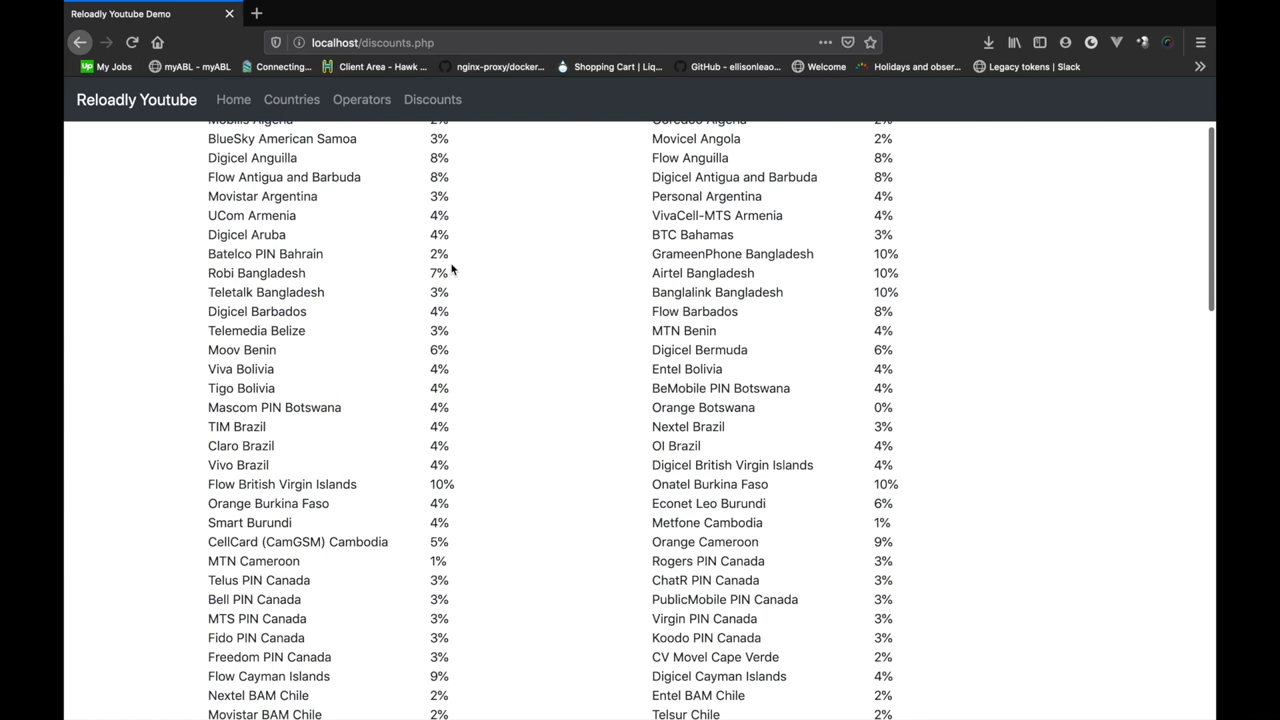 Reloadly Youtube Demo
localhost/discounts.php
Up My Jobs myABL - myABL Connecting... Client Area - Hawk ... nginx-proxy/docker... Shopping Cart | Liq... GitHub - ellisonleao... Welcome Holidays and obser... Legacy tokens | Slack
Reloadly Youtube Home Countries Operators Discounts
Mobilis Algeria 2% Ooredoo Algeria 2%
BlueSky American Samoa 3% Movicel Angola 2%
Digicel Anguilla 8% Flow Anguilla 8%
Flow Antigua and Barbuda 8% Digicel Antigua and Barbuda 8%
Movistar Argentina 3% Personal Argentina 4%
UCom Armenia 4% VivaCell-MTS Armenia 4%
Digicel Aruba 4% BTC Bahamas 3%
Batelco PIN Bahrain 2% GrameenPhone Bangladesh 10%
Robi Bangladesh 7% Airtel Bangladesh 10%
Teletalk Bangladesh 3% Banglalink Bangladesh 10%
Digicel Barbados 4% Flow Barbados 8%
Telemedia Belize 3% MTN Benin 4%
Moov Benin 6% Digicel Bermuda 6%
Viva Bolivia 4% Entel Bolivia 4%
Tigo Bolivia 4% BeMobile PIN Botswana 4%
Mascom PIN Botswana 4% Orange Botswana 0%
TIM Brazil 4% Nextel Brazil 3%
Claro Brazil 4% OI Brazil 4%
Vivo Brazil 4% Digicel British Virgin Islands 4%
Flow British Virgin Islands 10% Onatel Burkina Faso 10%
Orange Burkina Faso 4% Econet Leo Burundi 6%
Smart Burundi 4% Metfone Cambodia 1%
CellCard (CamGSM) Cambodia 5% Orange Cameroon 9%
MTN Cameroon 1% Rogers PIN Canada 3%
Telus PIN Canada 3% ChatR PIN Canada 3%
Bell PIN Canada 3% PublicMobile PIN Canada 3%
MTS PIN Canada 3% Virgin PIN Canada 3%
Fido PIN Canada 3% Koodo PIN Canada 3%
Freedom PIN Canada 3% CV Movel Cape Verde 2%
Flow Cayman Islands 9% Digicel Cayman Islands 4%
Nextel BAM Chile 2% Entel BAM Chile 2%
Movistar BAM Chile 2% Telsur Chile 2%